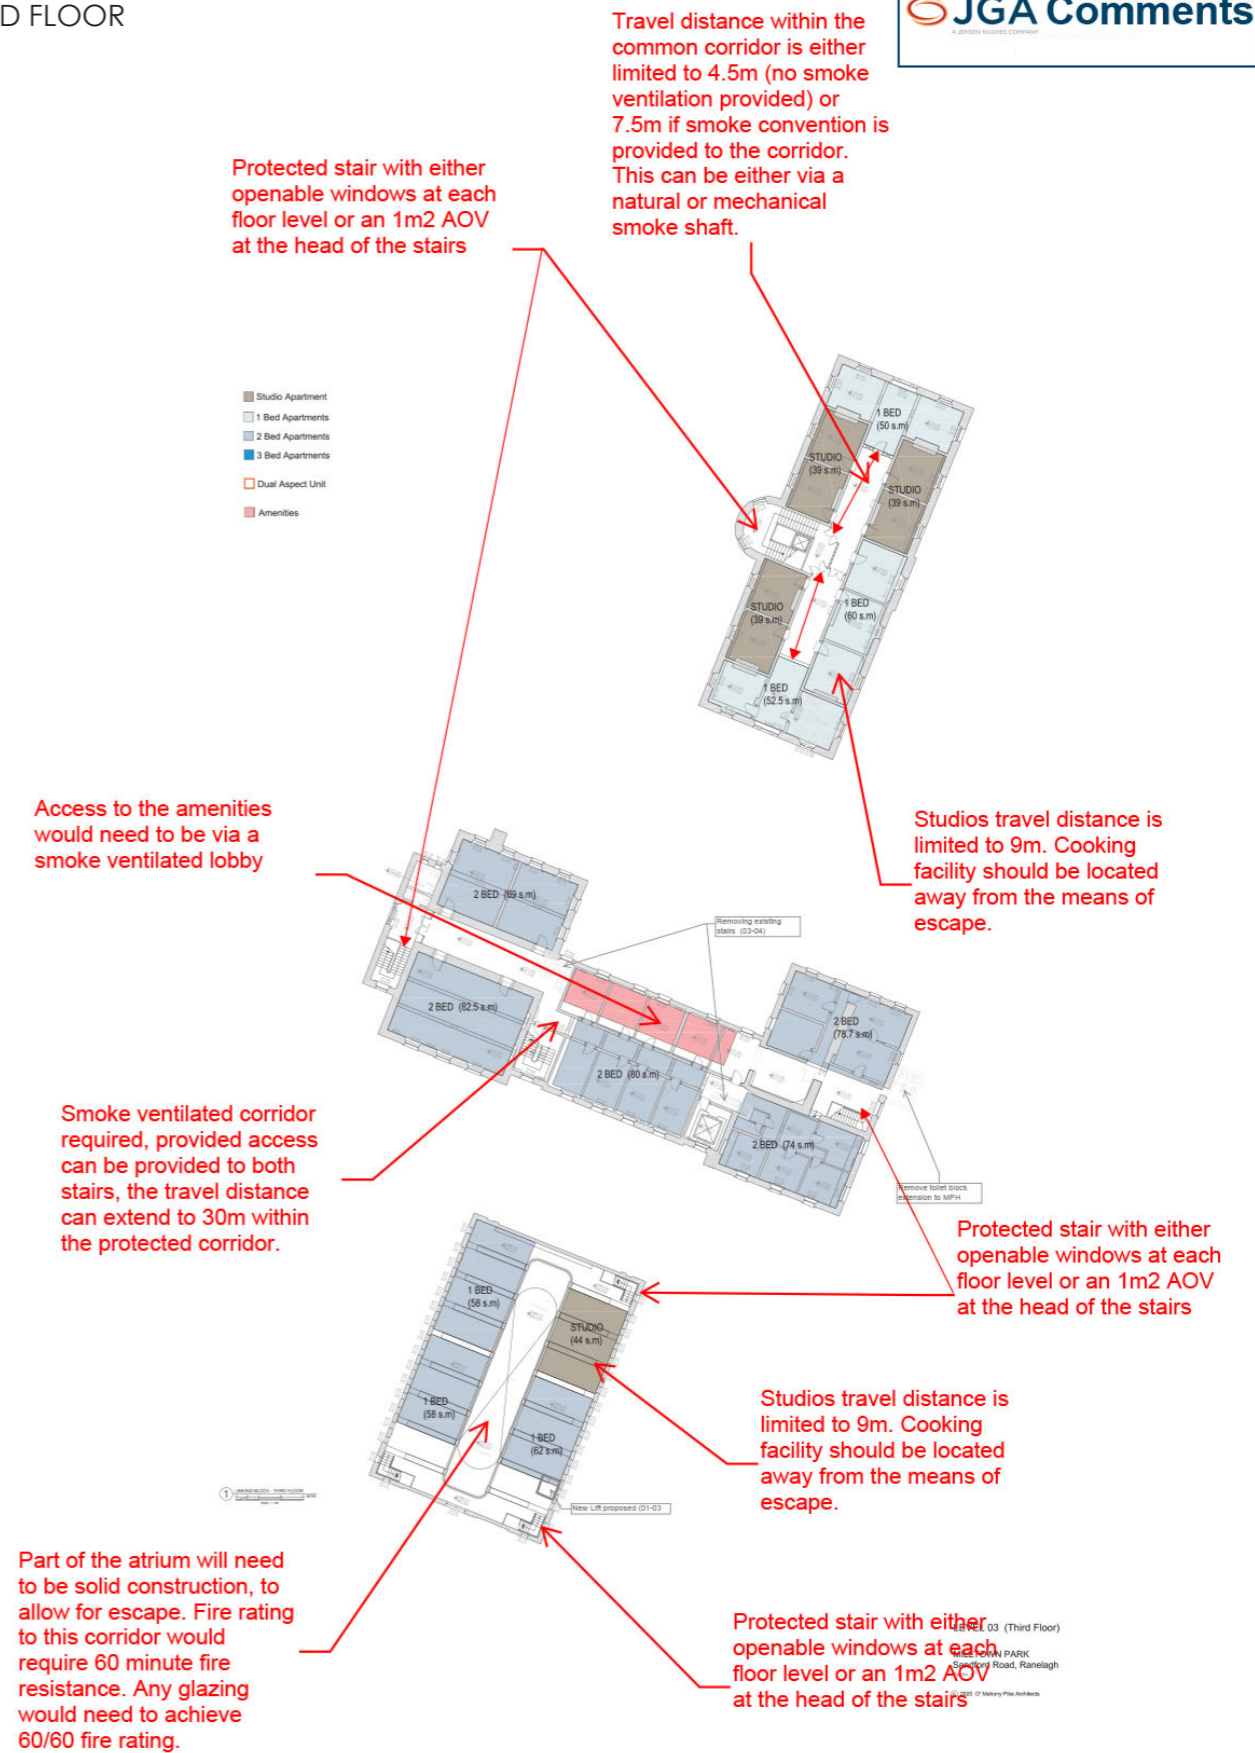 D FLOOR
JGA Comments
A JENSEN HUGHES COMPANY
Travel distance within the
common corridor is either
limited to 4.5m (no smoke
ventilation provided) or
7.5m if smoke convention is
provided to the corridor.
This can be either via a
natural or mechanical
smoke shaft.
Protected stair with either
openable windows at each
floor level or an 1m2 AOV
at the head of the stairs
Studio Apartment
1 Bed Apartments
2 Bed Apartments
3 Bed Apartments
Dual Aspect Unit
Amenities
1 BED
(50 s.m)
STUDIO
(39 s.m)
STUDIO
(39 s.m)
STUDIO
(39 s.m)
1 BED
(60 s.m)
1 BED
(52.5 s.m)
Access to the amenities
would need to be via a
smoke ventilated lobby
Studios travel distance is
limited to 9m. Cooking
facility should be located
away from the means of
escape.
2 BED (69 s.m)
Removing existing
stairs (03-04)
2 BED (82.5 s.m)
2 BED
(78.7 s.m)
2 BED (80 s.m)
2 BED (74 s.m)
Remove toilet block
extension to MPH
Smoke ventilated corridor
required, provided access
can be provided to both
stairs, the travel distance
can extend to 30m within
the protected corridor.
Protected stair with either
openable windows at each
floor level or an 1m2 AOV
at the head of the stairs
1 BED
(58 s.m)
STUDIO
(44 s.m)
1 BED
(58 s.m)
1 BED
(62 s.m)
Studios travel distance is
limited to 9m. Cooking
facility should be located
away from the means of
escape.
1 LINKING BLOCK - THIRD FLOOR
New Lift proposed (01-03
Part of the atrium will need
to be solid construction, to
allow for escape. Fire rating
to this corridor would
require 60 minute fire
resistance. Any glazing
would need to achieve
60/60 fire rating.
Protected stair with either
openable windows at each
floor level or an 1m2 AOV
at the head of the stairs
LEVEL 03 (Third Floor)
MILLTOWN PARK
Sandford Road, Ranelagh
© 2020 O'Mahony Pike Architects